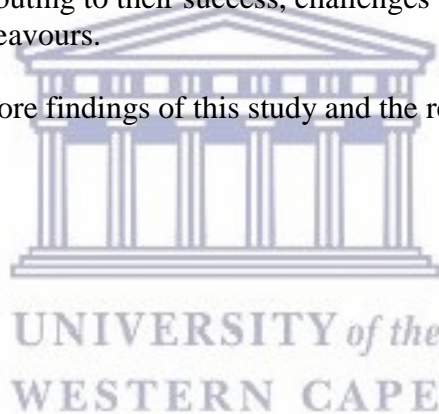 outing to their success, challenges
eavours.
ore findings of this study and the re
UNIVERSITY of the
WESTERN CAPE